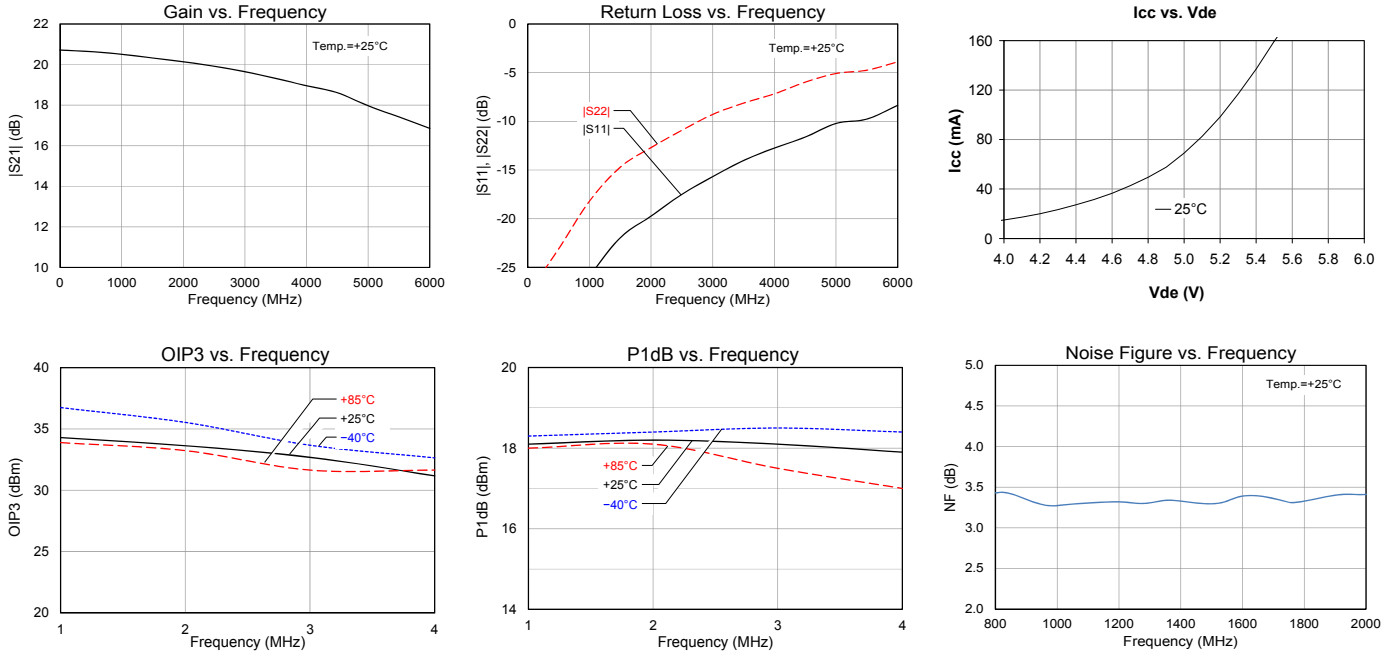 Gain vs. Frequency
22
20
18
16
14
12
10
|S21| (dB)
Temp.=+25°C
0 1000 2000 3000 4000 5000 6000
Frequency (MHz)
Return Loss vs. Frequency
-0
-5
-10
-15
-20
-25
|S11|, |S22| (dB)
Temp.=+25°C
|S22|
|S11|
0 1000 2000 3000 4000 5000 6000
Frequency (MHz)
Icc vs. Vde
160
120
80
40
0
Icc (mA)
25°C
4.0 4.2 4.4 4.6 4.8 5.0 5.2 5.4 5.6 5.8 6.0
Vde (V)
OIP3 vs. Frequency
40
35
30
25
20
OIP3 (dBm)
+85°C
+25°C
−40°C
1 2 3 4
Frequency (MHz)
P1dB vs. Frequency
20
18
16
14
P1dB (dBm)
+85°C
+25°C
−40°C
1 2 3 4
Frequency (MHz)
Noise Figure vs. Frequency
5.0
4.5
4.0
3.5
3.0
2.5
2.0
NF (dB)
Temp.=+25°C
800 1000 1200 1400 1600 1800 2000
Frequency (MHz)